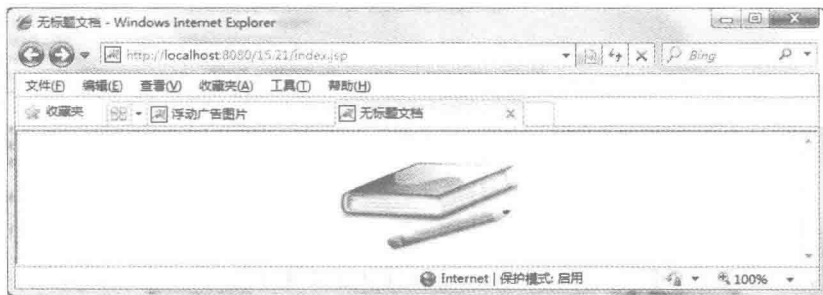 无标题文档 - Windows Internet Explorer
http://localhost:8080/15.21/index.jsp
Bing
文件(F) 编辑(E) 查看(V) 收藏夹(A) 工具(T) 帮助(H)
收藏夹 浮动广告图片 无标题文档
Internet | 保护模式: 启用 100%